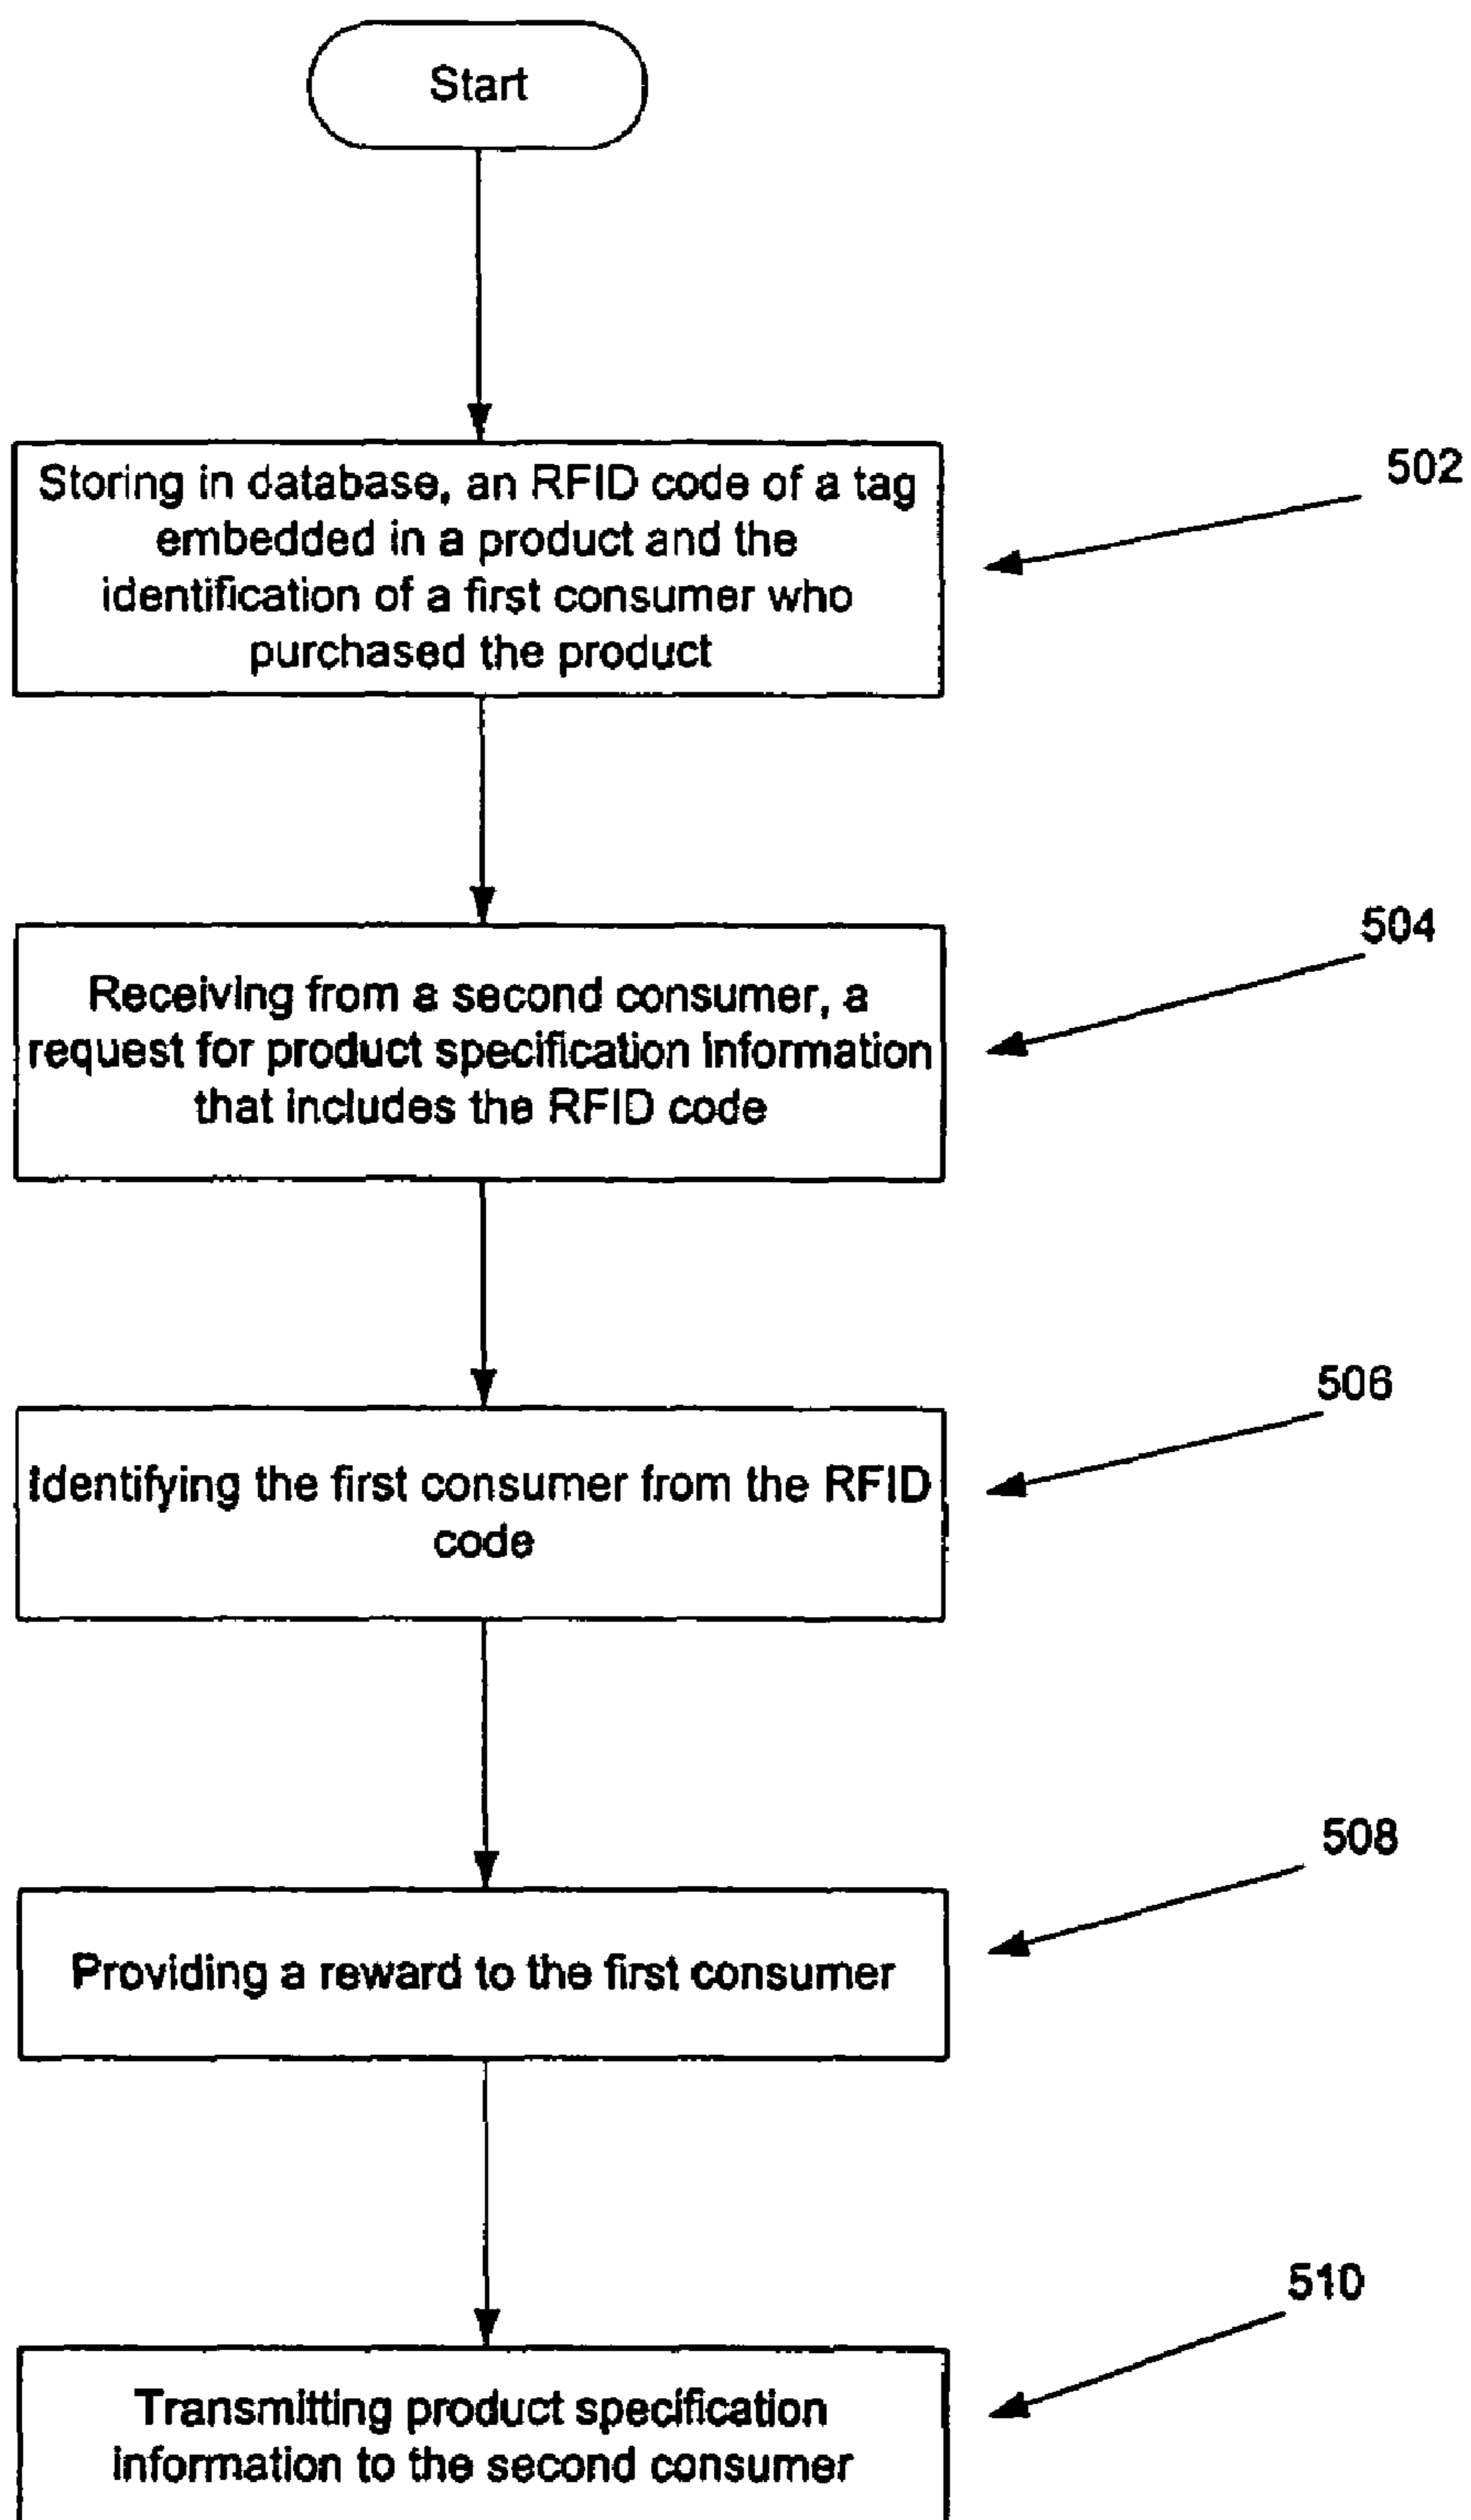 Start
Storing in database, an RFID code of a tag
embedded in a product and the
identification of a first consumer who
purchased the product
502
Receiving from a second consumer, a
request for product specification information
that includes the RFID code
504
Identifying the first consumer from the RFID
code
506
Providing a reward to the first consumer
508
Transmitting product specification
information to the second consumer
510